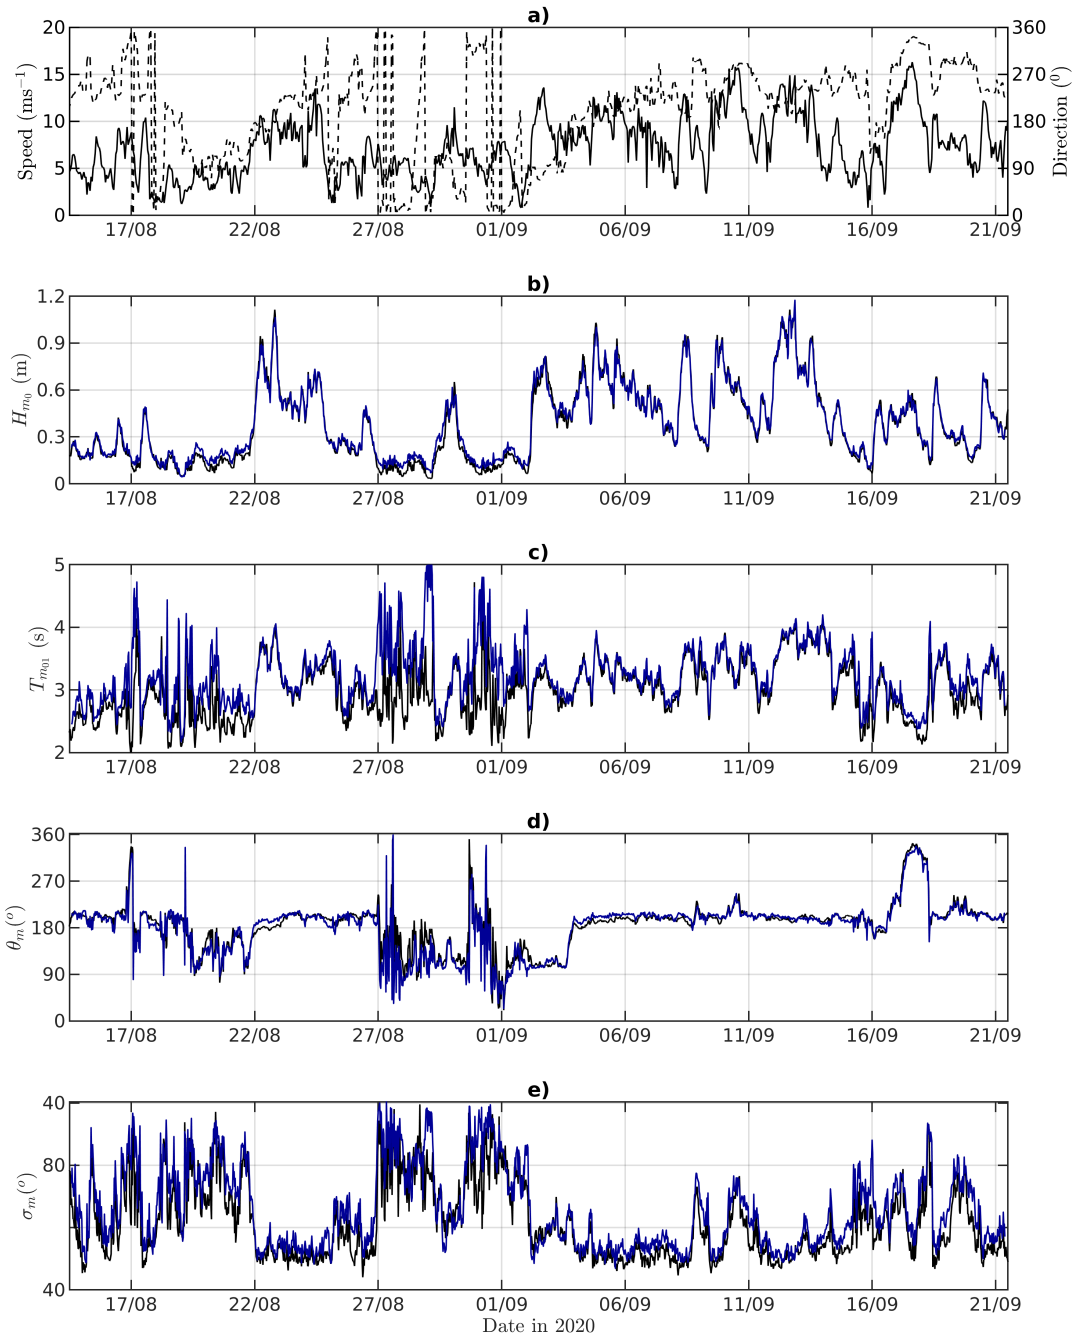 a)
20 15 10 5 0
Speed (ms⁻¹)
360 270 180 90 0
Direction (°)
17/08 22/08 27/08 01/09 06/09 11/09 16/09 21/09
b)
1.2 0.9 0.6 0.3 0
H_{m_0} (m)
17/08 22/08 27/08 01/09 06/09 11/09 16/09 21/09
c)
5 4 3 2
T_{m_{01}} (s)
17/08 22/08 27/08 01/09 06/09 11/09 16/09 21/09
d)
360 270 180 90 0
θ_m(°)
17/08 22/08 27/08 01/09 06/09 11/09 16/09 21/09
e)
40 80 40
σ_m(°)
17/08 22/08 27/08 01/09 06/09 11/09 16/09 21/09
Date in 2020